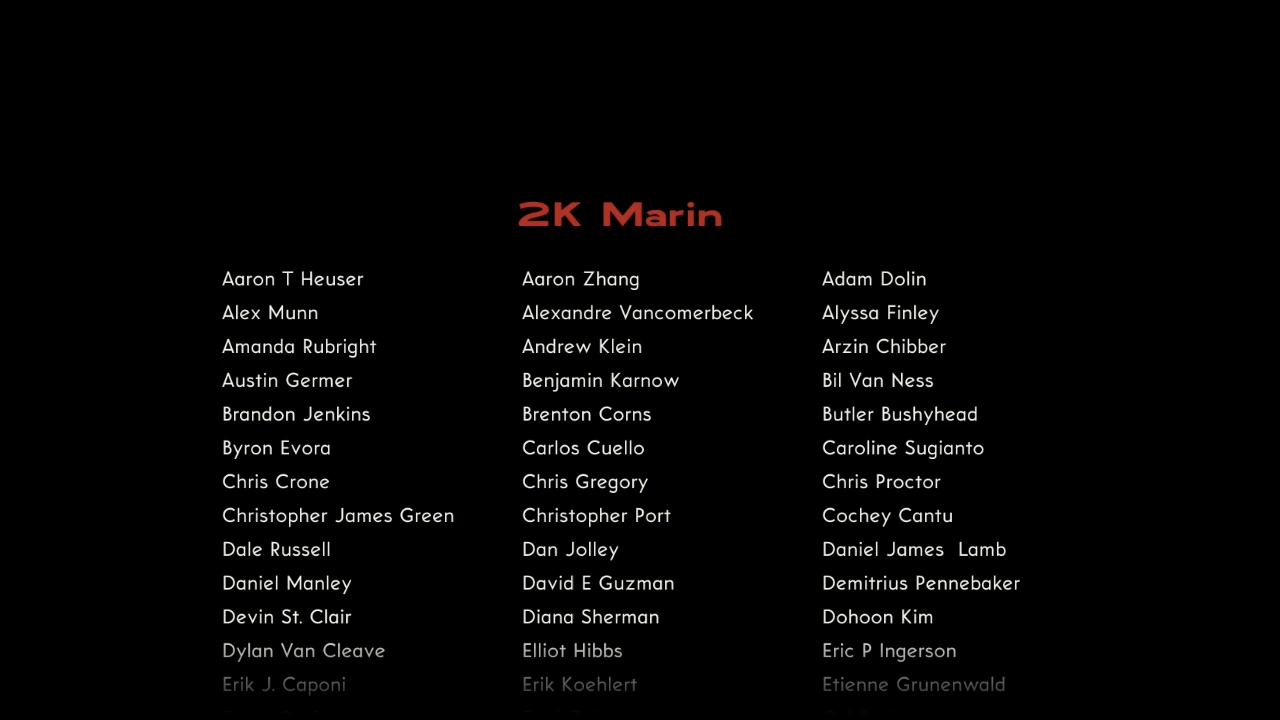 2K Marin
Aaron T Heuser Aaron Zhang Adam Dolin
Alex Munn Alexandre Vancomerbeck Alyssa Finley
Amanda Rubright Andrew Klein Arzin Chibber
Austin Germer Benjamin Karnow Bil Van Ness
Brandon Jenkins Brenton Corns Butler Bushyhead
Byron Evora Carlos Cuello Caroline Sugianto
Chris Crone Chris Gregory Chris Proctor
Christopher James Green Christopher Port Cochey Cantu
Dale Russell Dan Jolley Daniel James Lamb
Daniel Manley David E Guzman Demitrius Pennebaker
Devin St. Clair Diana Sherman Dohoon Kim
Dylan Van Cleave Elliot Hibbs Eric P Ingerson
Erik J. Caponi Erik Koehlert Etienne Grunenwald